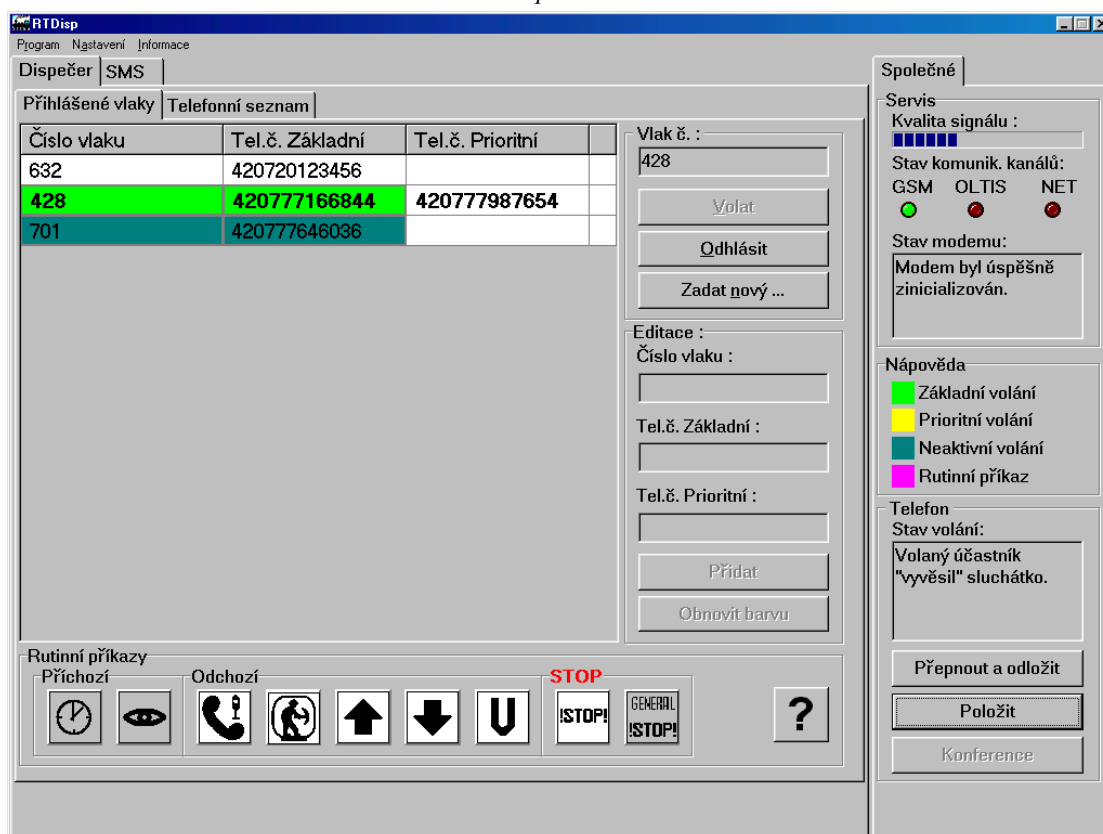 RTDisp
Program Nastavení Informace
Dispečer SMS
Přihlášené vlaky Telefonní seznam
Číslo vlaku Tel.č. Základní Tel.č. Prioritní
632 420720123456
428 420777166844 420777987654
701 420777646036
Vlak č. :
428
Volat
Odhlásit
Zadat nový ...
Editace :
Číslo vlaku :
Tel.č. Základní :
Tel.č. Prioritní :
Přidat
Obnovit barvu
Rutinní příkazy
Příchozí Odchozí STOP
U !STOP! GENERAL !STOP! ?
Společné
Servis
Kvalita signálu :
Stav komunik. kanálů:
GSM OLTIS NET
Stav modemu:
Modem byl úspěšně
zinicializován.
Nápověda
Základní volání
Prioritní volání
Neaktivní volání
Rutinní příkaz
Telefon
Stav volání:
Volaný účastník
"vyvěsil" sluchátko.
Přepnout a odložit
Položit
Konference